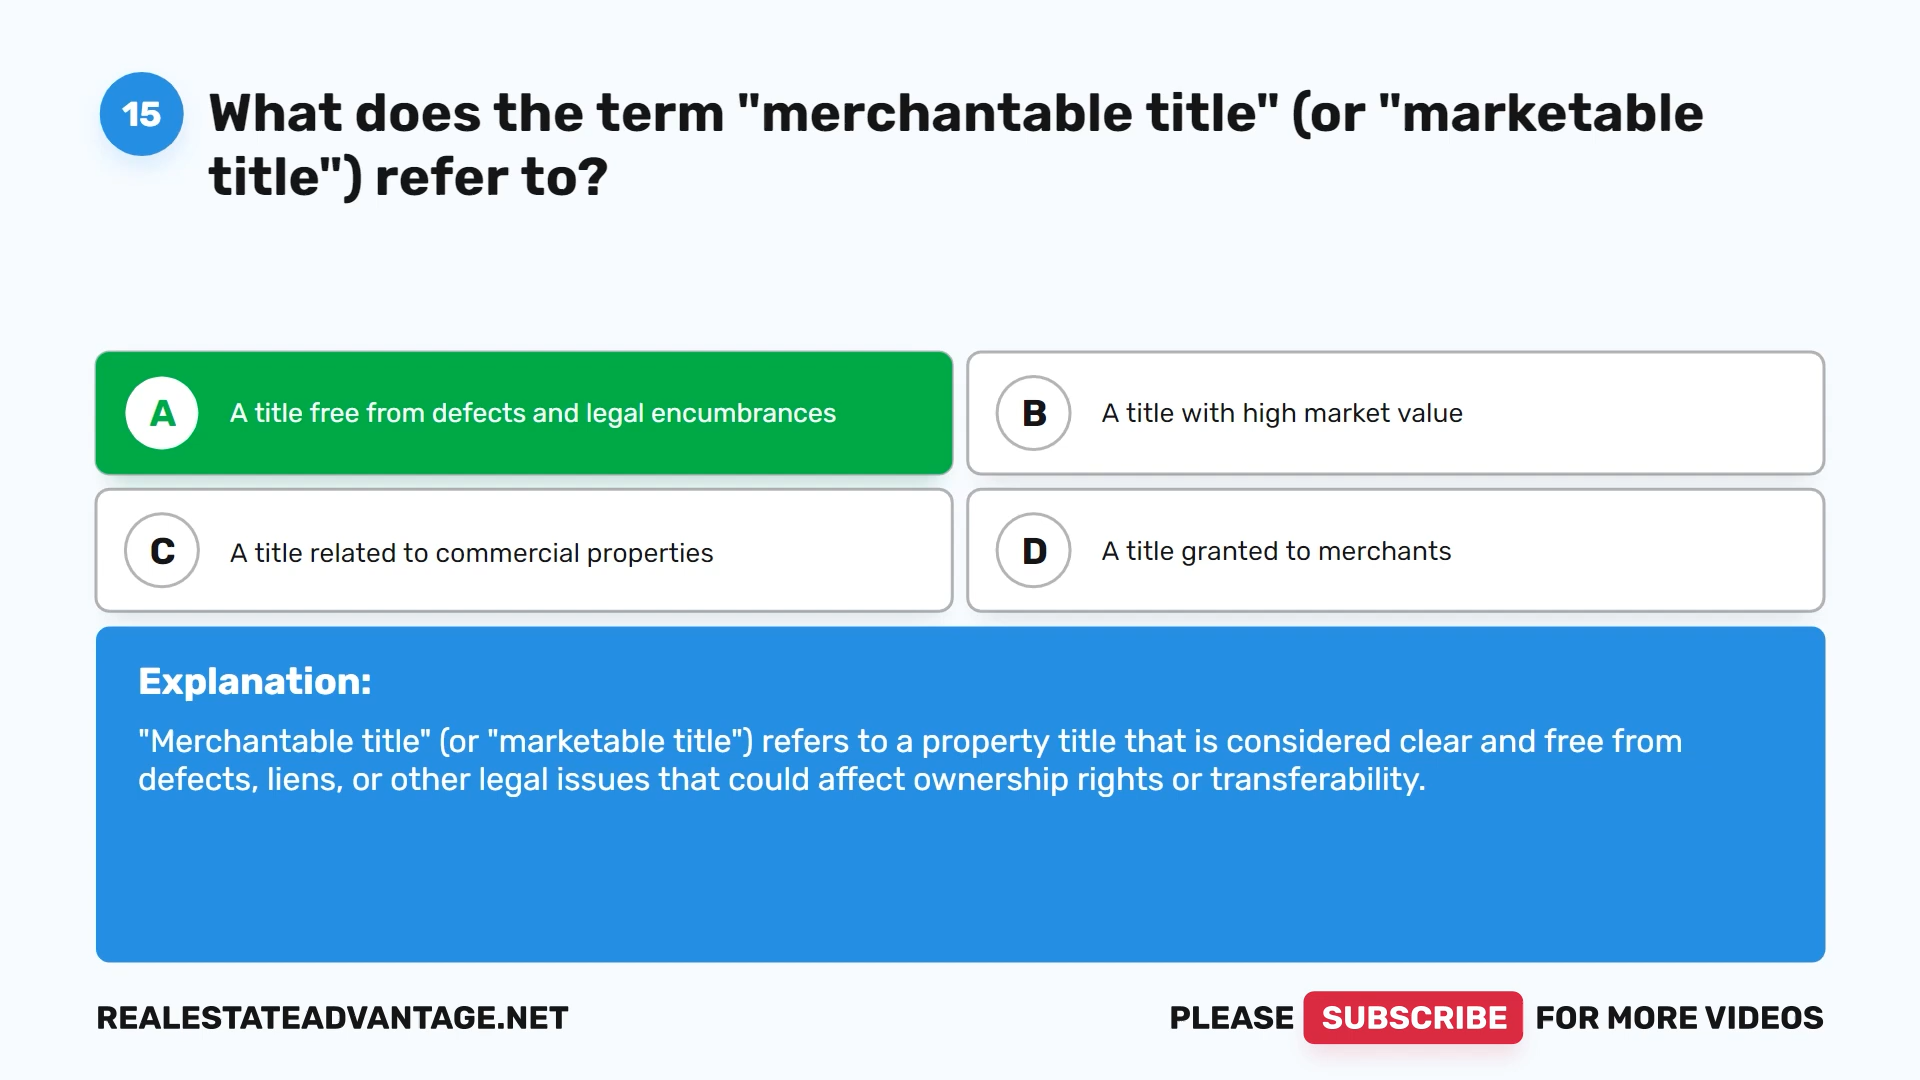 15
What does the term "merchantable title" (or "marketable
title") refer to?
A
A title free from defects and legal encumbrances
B
A title with high market value
C
A title related to commercial properties
D
A title granted to merchants
Explanation:
"Merchantable title" (or "marketable title") refers to a property title that is considered clear and free from
defects, liens, or other legal issues that could affect ownership rights or transferability.
REALESTATEADVANTAGE.NET
PLEASE SUBSCRIBE FOR MORE VIDEOS